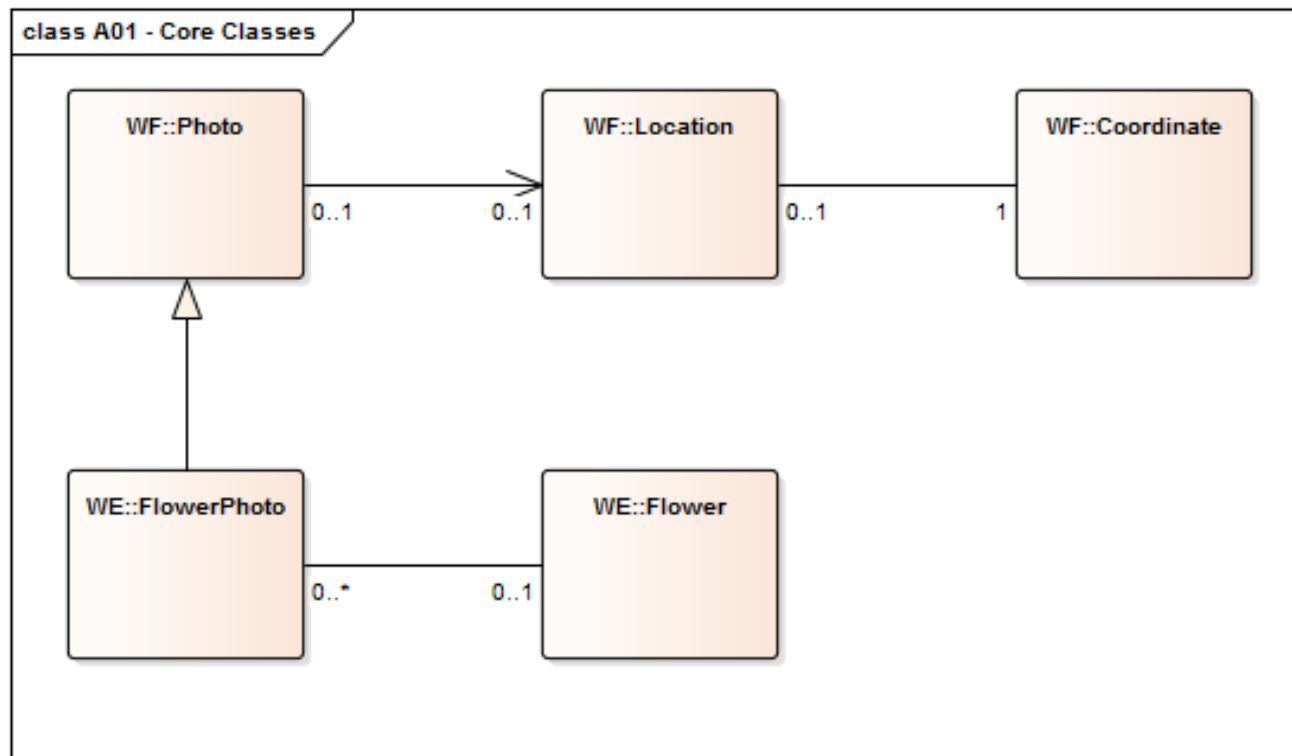 class A01 - Core Classes
WF::Photo
WF::Location
WF::Coordinate
0..1
0..1
0..1
1
WE::FlowerPhoto
WE::Flower
0..*
0..1